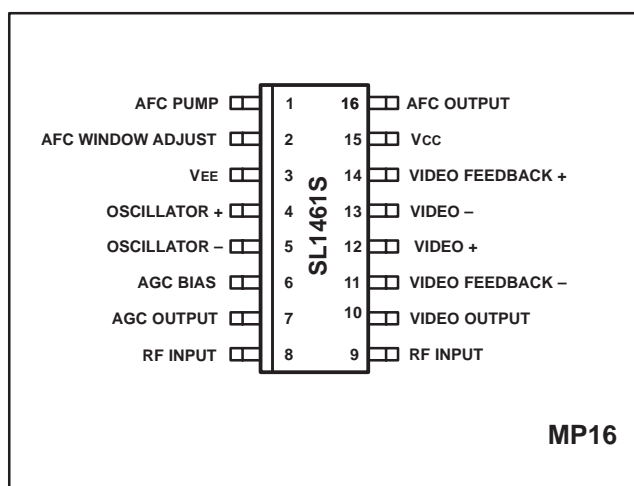 AFC PUMP 1 16 AFC OUTPUT
AFC WINDOW ADJUST 2 15 VCC
VEE 3 14 VIDEO FEEDBACK +
OSCILLATOR + 4 13 VIDEO –
OSCILLATOR – 5 12 VIDEO +
AGC BIAS 6 11 VIDEO FEEDBACK –
AGC OUTPUT 7 10 VIDEO OUTPUT
RF INPUT 8 9 RF INPUT
SL1461S
MP16